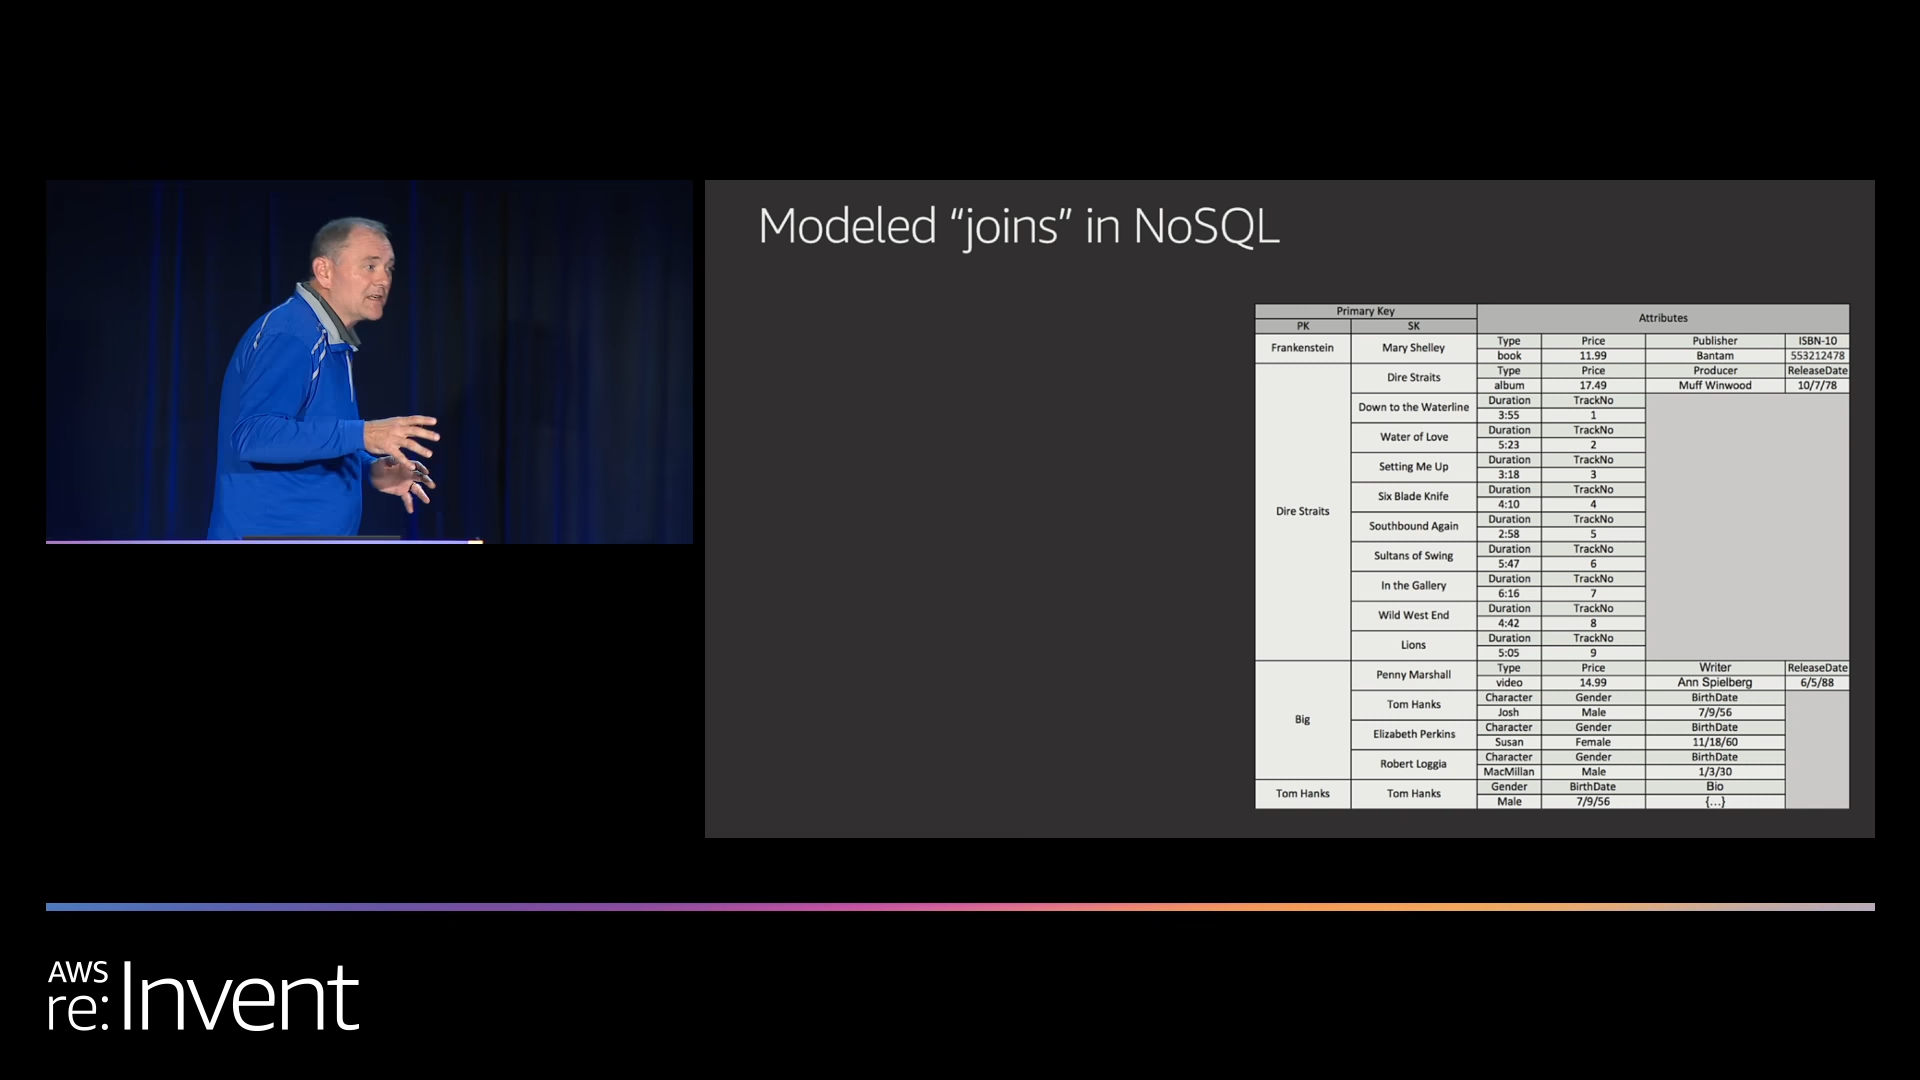 Modeled “joins” in NoSQL
Primary Key Attributes
PK SK
Frankenstein Mary Shelley Type Price Publisher ISBN-10
book 11.99 Bantam 553212478
Dire Straits Dire Straits Type Price Producer ReleaseDate
album 17.49 Muff Winwood 10/7/78
Down to the Waterline Duration TrackNo
3:55 1
Water of Love Duration TrackNo
5:23 2
Setting Me Up Duration TrackNo
3:18 3
Six Blade Knife Duration TrackNo
4:10 4
Southbound Again Duration TrackNo
2:58 5
Sultans of Swing Duration TrackNo
5:47 6
In the Gallery Duration TrackNo
6:16 7
Wild West End Duration TrackNo
4:42 8
Lions Duration TrackNo
5:05 9
Big Penny Marshall Type Price Writer ReleaseDate
video 14.99 Ann Spielberg 6/5/88
Tom Hanks Character Gender BirthDate
Josh Male 7/9/56
Elizabeth Perkins Character Gender BirthDate
Susan Female 11/18/60
Robert Loggia Character Gender BirthDate
MacMillan Male 1/3/30
Tom Hanks Tom Hanks Gender BirthDate Bio
Male 7/9/56 {...}
AWS
re:Invent